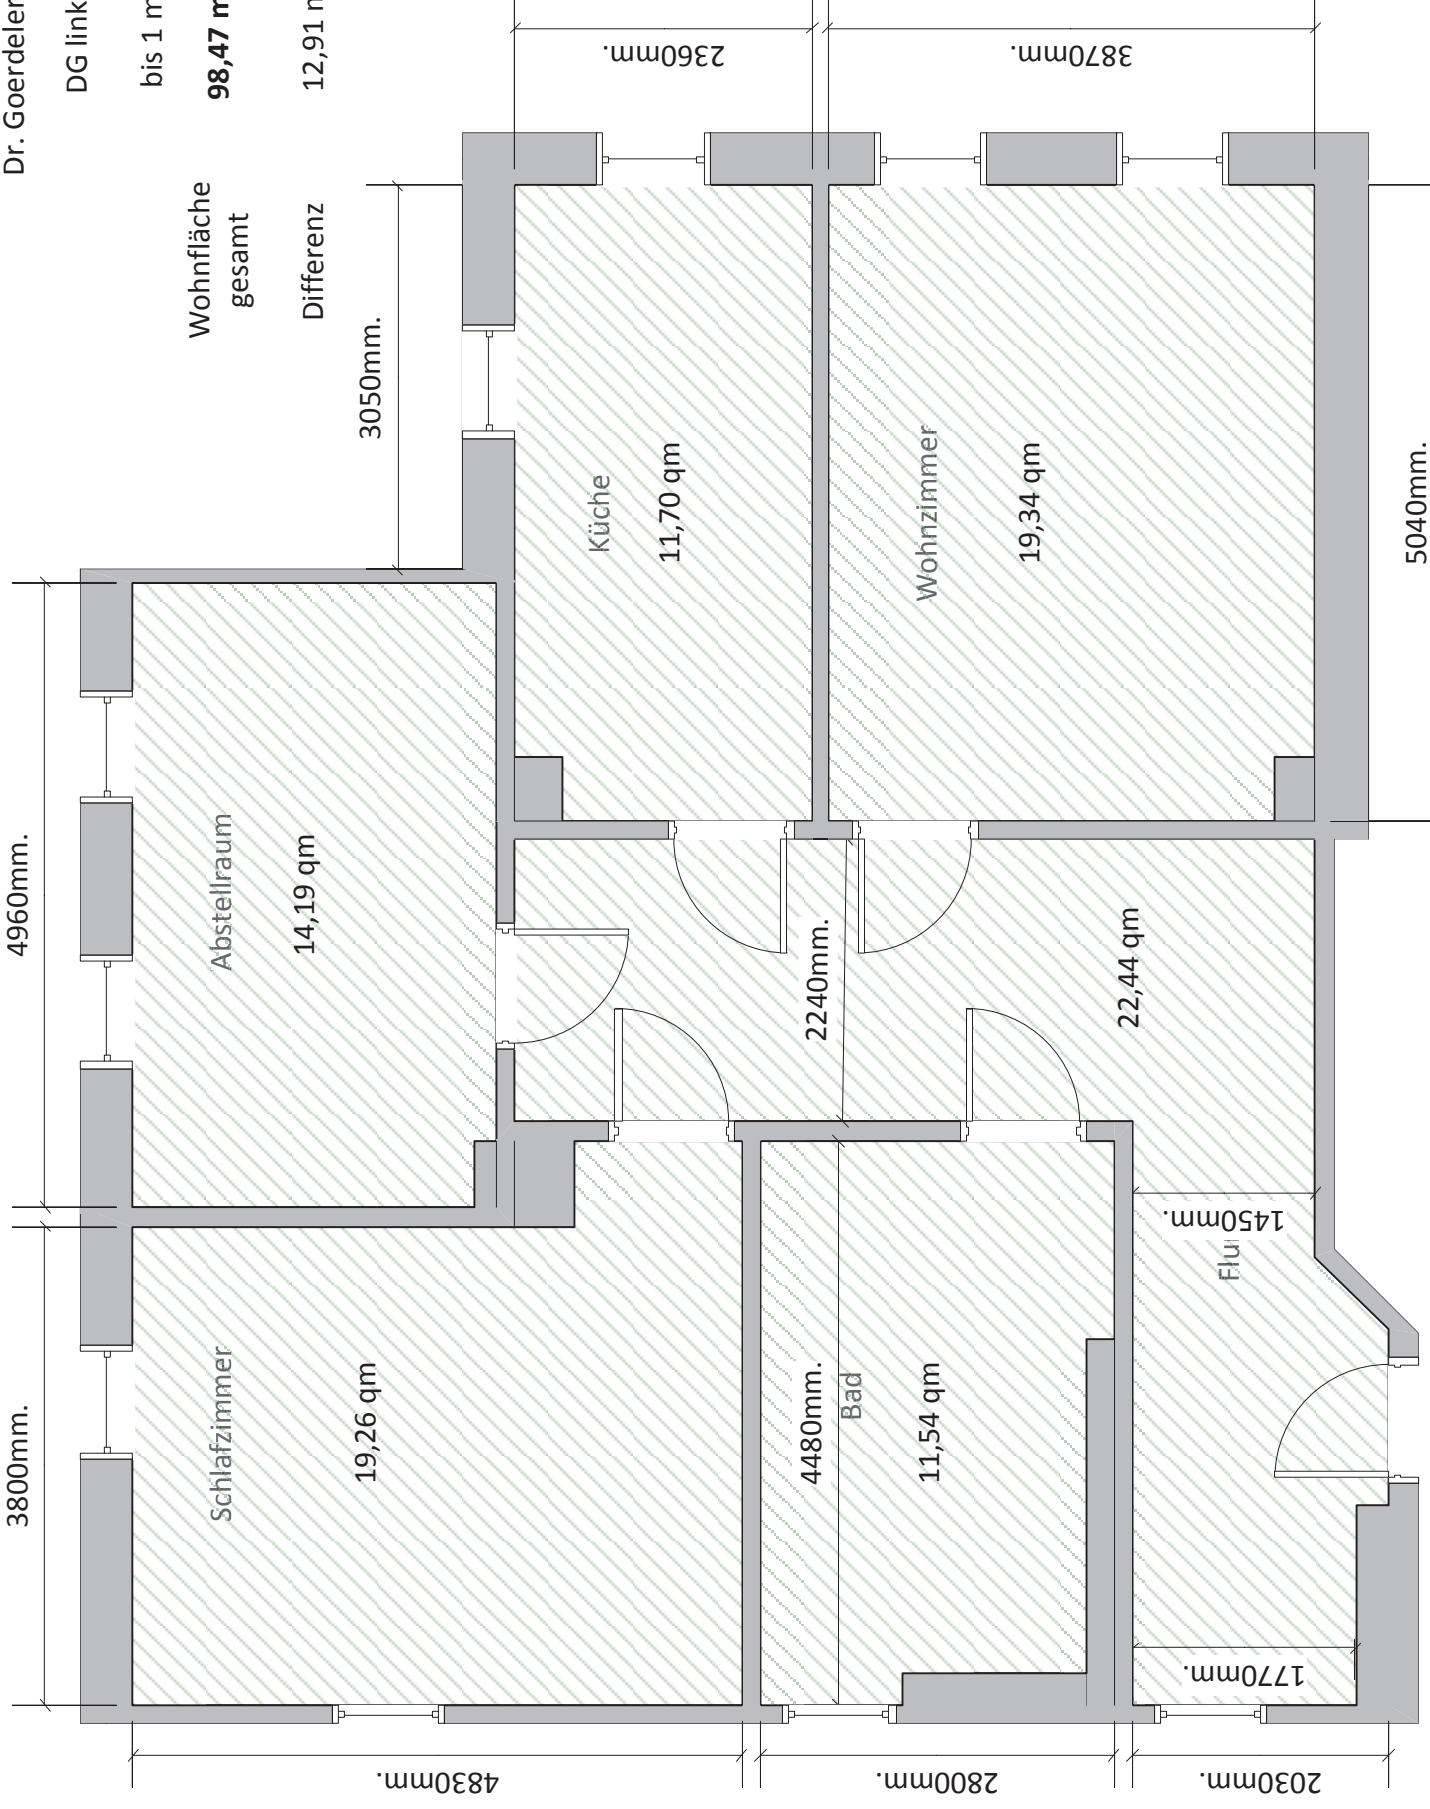 Dr. Goerdeler
DG link
bis 1 m
Wohnfläche
gesamt
98,47 m
Differenz
12,91 m
4960mm.
3800mm.
3050mm.
2360mm.
3870mm.
5040mm.
Abstellraum
14,19 qm
Schlafzimmer
19,26 qm
Küche
11,70 qm
Wohnzimmer
19,34 qm
2240mm.
22,44 qm
4480mm.
Bad
11,54 qm
1450mm.
Flu
1770mm.
4830mm.
2800mm.
2030mm.